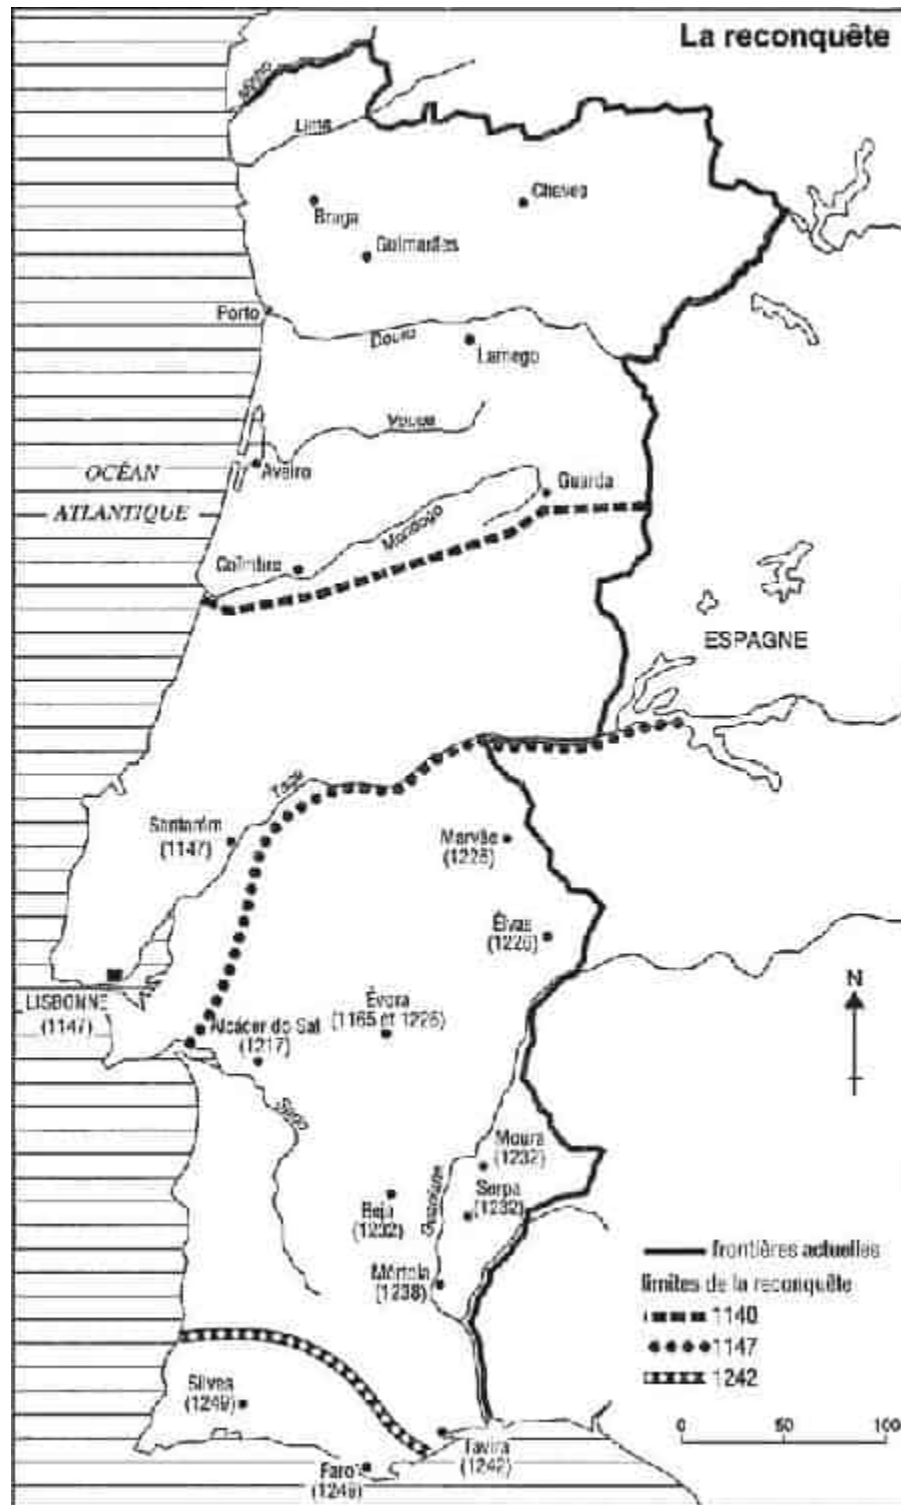 La reconquête
Minho
Lima
Chaves
Braga
Guimarães
Porto
Douro
Lamego
Vouga
Aveiro
OCÉAN
ATLANTIQUE
Guarda
Mondego
Coïmbra
ESPAGNE
Tage
Santarém
(1147)
Marvão
(1226)
Élvas
(1226)
N
LISBONNE
(1147)
Évora
(1165 et 1226)
Alcácer do Sal
(1217)
Sado
Moura
(1232)
Guadiana
Serpa
(1232)
Beja
(1232)
Mértola
(1238)
frontières actuelles
limites de la reconquête
1140
1147
1242
Silves
(1249)
Tavira
(1242)
Faro
(1249)
0 50 100